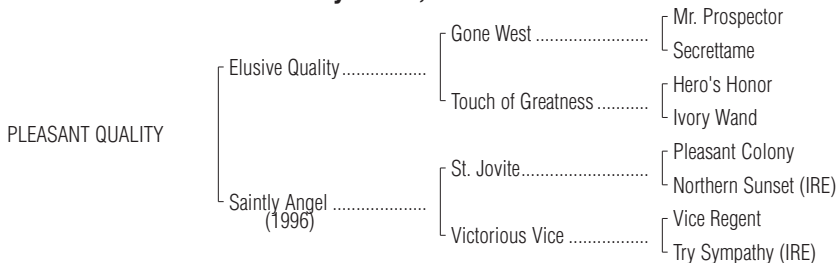 Mr. Prospector
Gone West ....................
Secrettame
Elusive Quality ...............
Hero's Honor
Touch of Greatness ...........
Ivory Wand
PLEASANT QUALITY
Pleasant Colony
St. Jovite .......................
Northern Sunset (IRE)
Saintly Angel .................
(1996)
Vice Regent
Victorious Vice ..............
Try Sympathy (IRE)